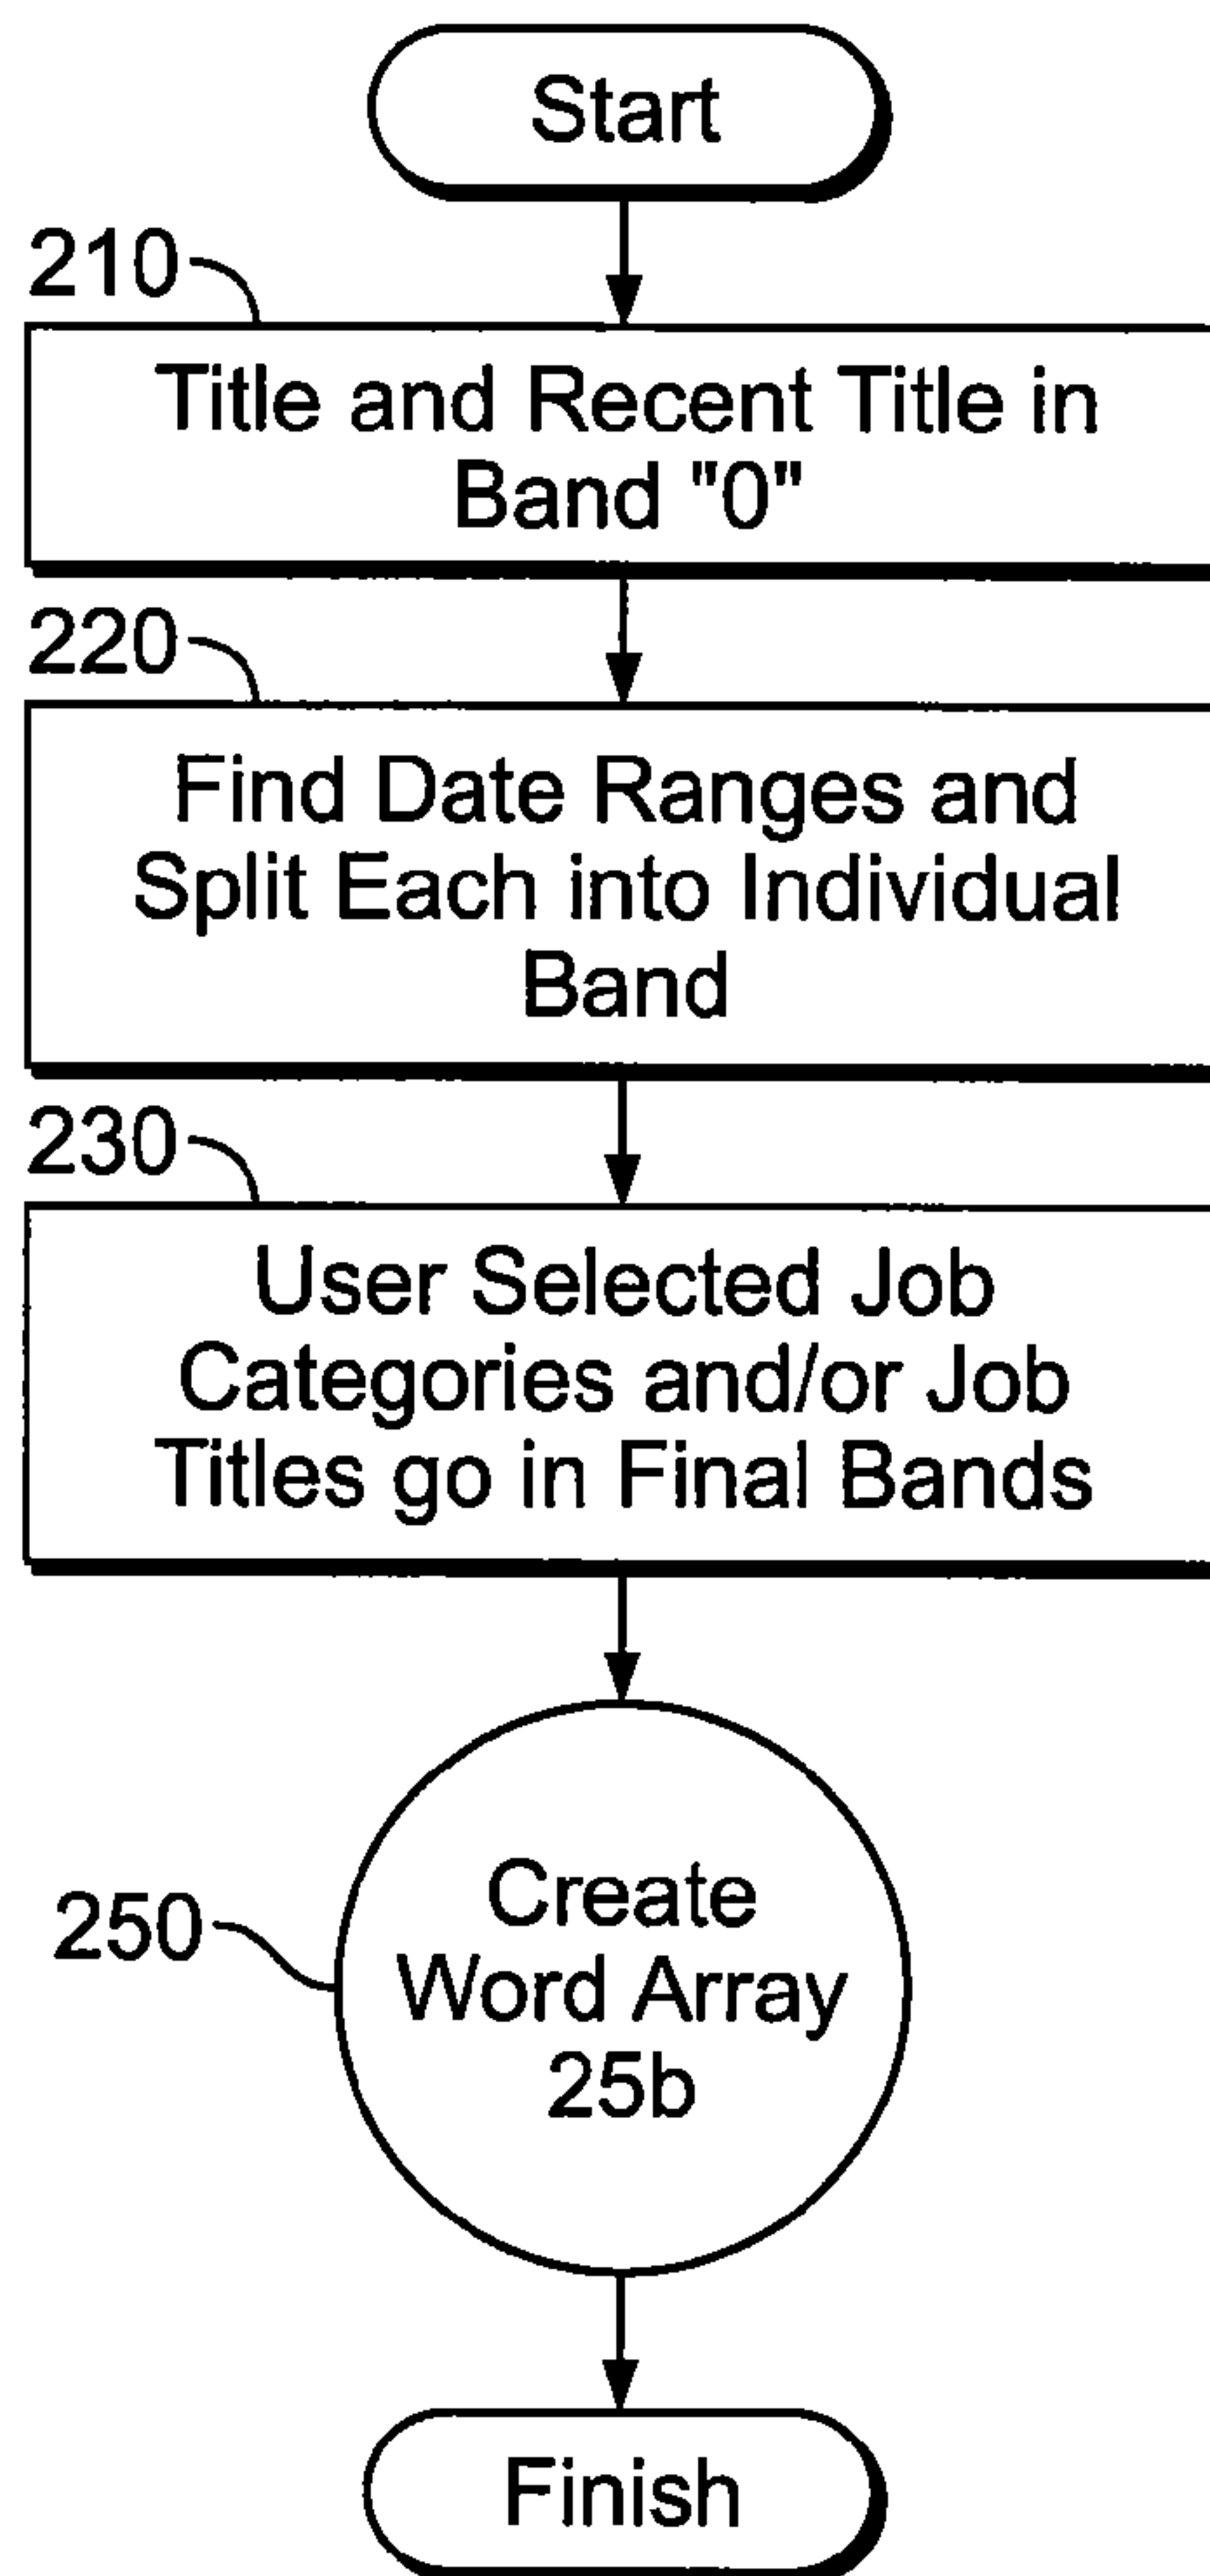 Start
210
Title and Recent Title in
Band "0"
220
Find Date Ranges and
Split Each into Individual
Band
230
User Selected Job
Categories and/or Job
Titles go in Final Bands
250
Create
Word Array
25b
Finish